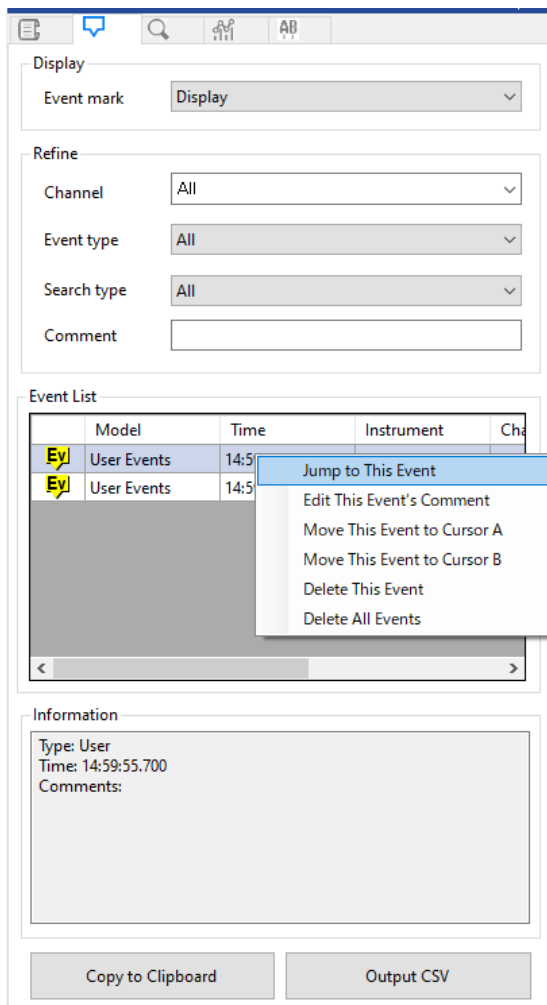 AB
Display
Event mark Display
Refine
Channel All
Event type All
Search type All
Comment
Event List
Model Time Instrument Cha
Ev User Events 14:5
Jump to This Event
Ev User Events 14:5
Edit This Event's Comment
Move This Event to Cursor A
Move This Event to Cursor B
Delete This Event
Delete All Events
Information
Type: User
Time: 14:59:55.700
Comments:
Copy to Clipboard Output CSV